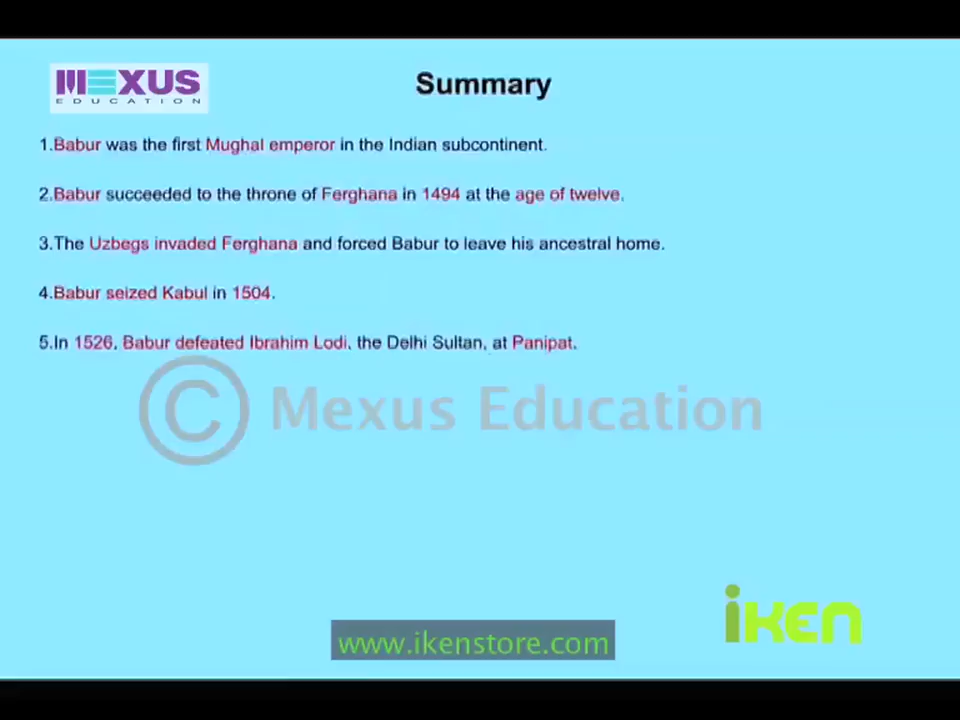 MEXUS
EDUCATION
Summary
1.Babur was the first Mughal emperor in the Indian subcontinent.
2.Babur succeeded to the throne of Ferghana in 1494 at the age of twelve.
3.The Uzbegs invaded Ferghana and forced Babur to leave his ancestral home.
4.Babur seized Kabul in 1504.
5.In 1526, Babur defeated Ibrahim Lodi, the Delhi Sultan, at Panipat.
© Mexus Education
iken
www.ikenstore.com